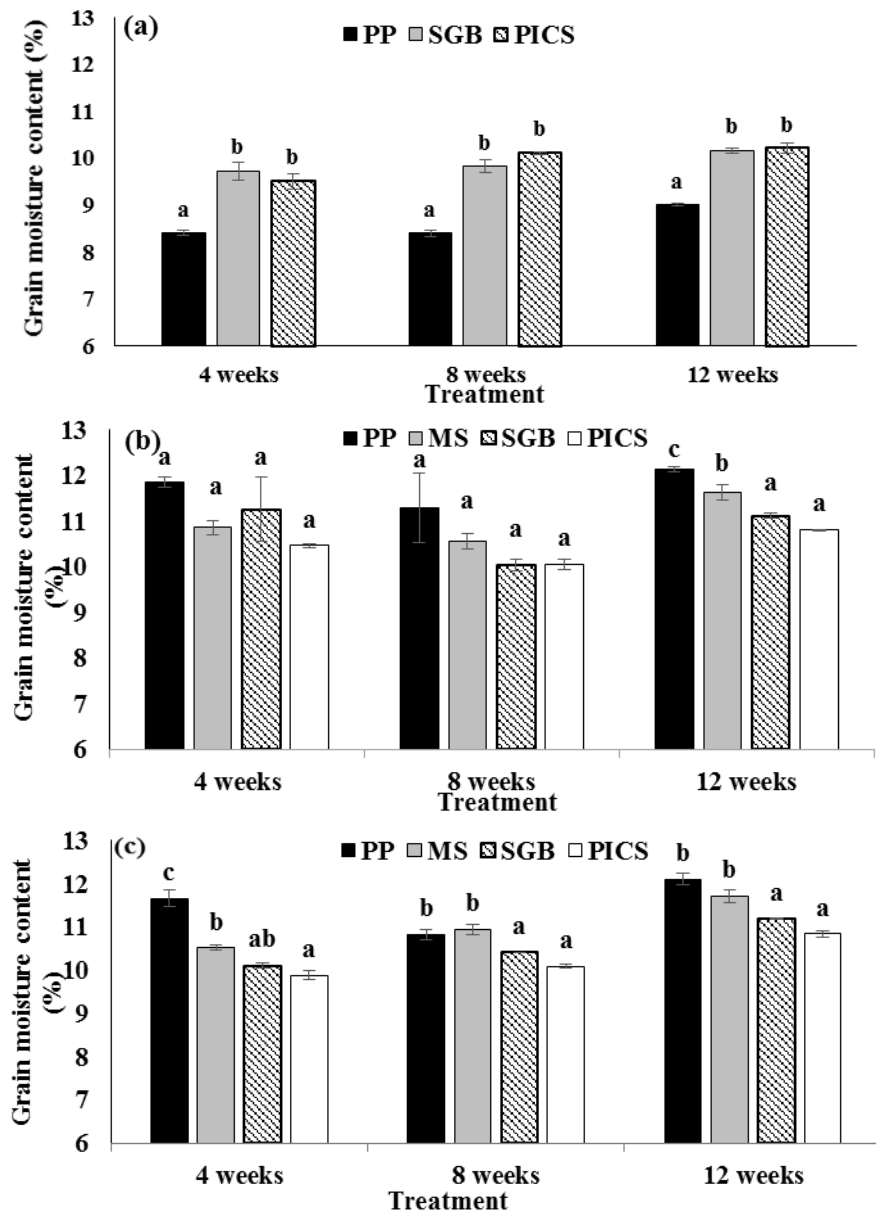 (a)
PP SGB PICS
Grain moisture content (%)
13
12
11
10
9
8
7
6
a b b
a b b
a b b
4 weeks 8 weeks 12 weeks
Treatment
(b)
PP MS SGB PICS
Grain moisture content
(%)
13
12
11
10
9
8
7
6
a a a a
a a a a
c b a a
4 weeks 8 weeks 12 weeks
Treatment
(c)
PP MS SGB PICS
Grain moisture content
(%)
13
12
11
10
9
8
7
6
c b ab a
b b a a
b b a a
4 weeks 8 weeks 12 weeks
Treatment